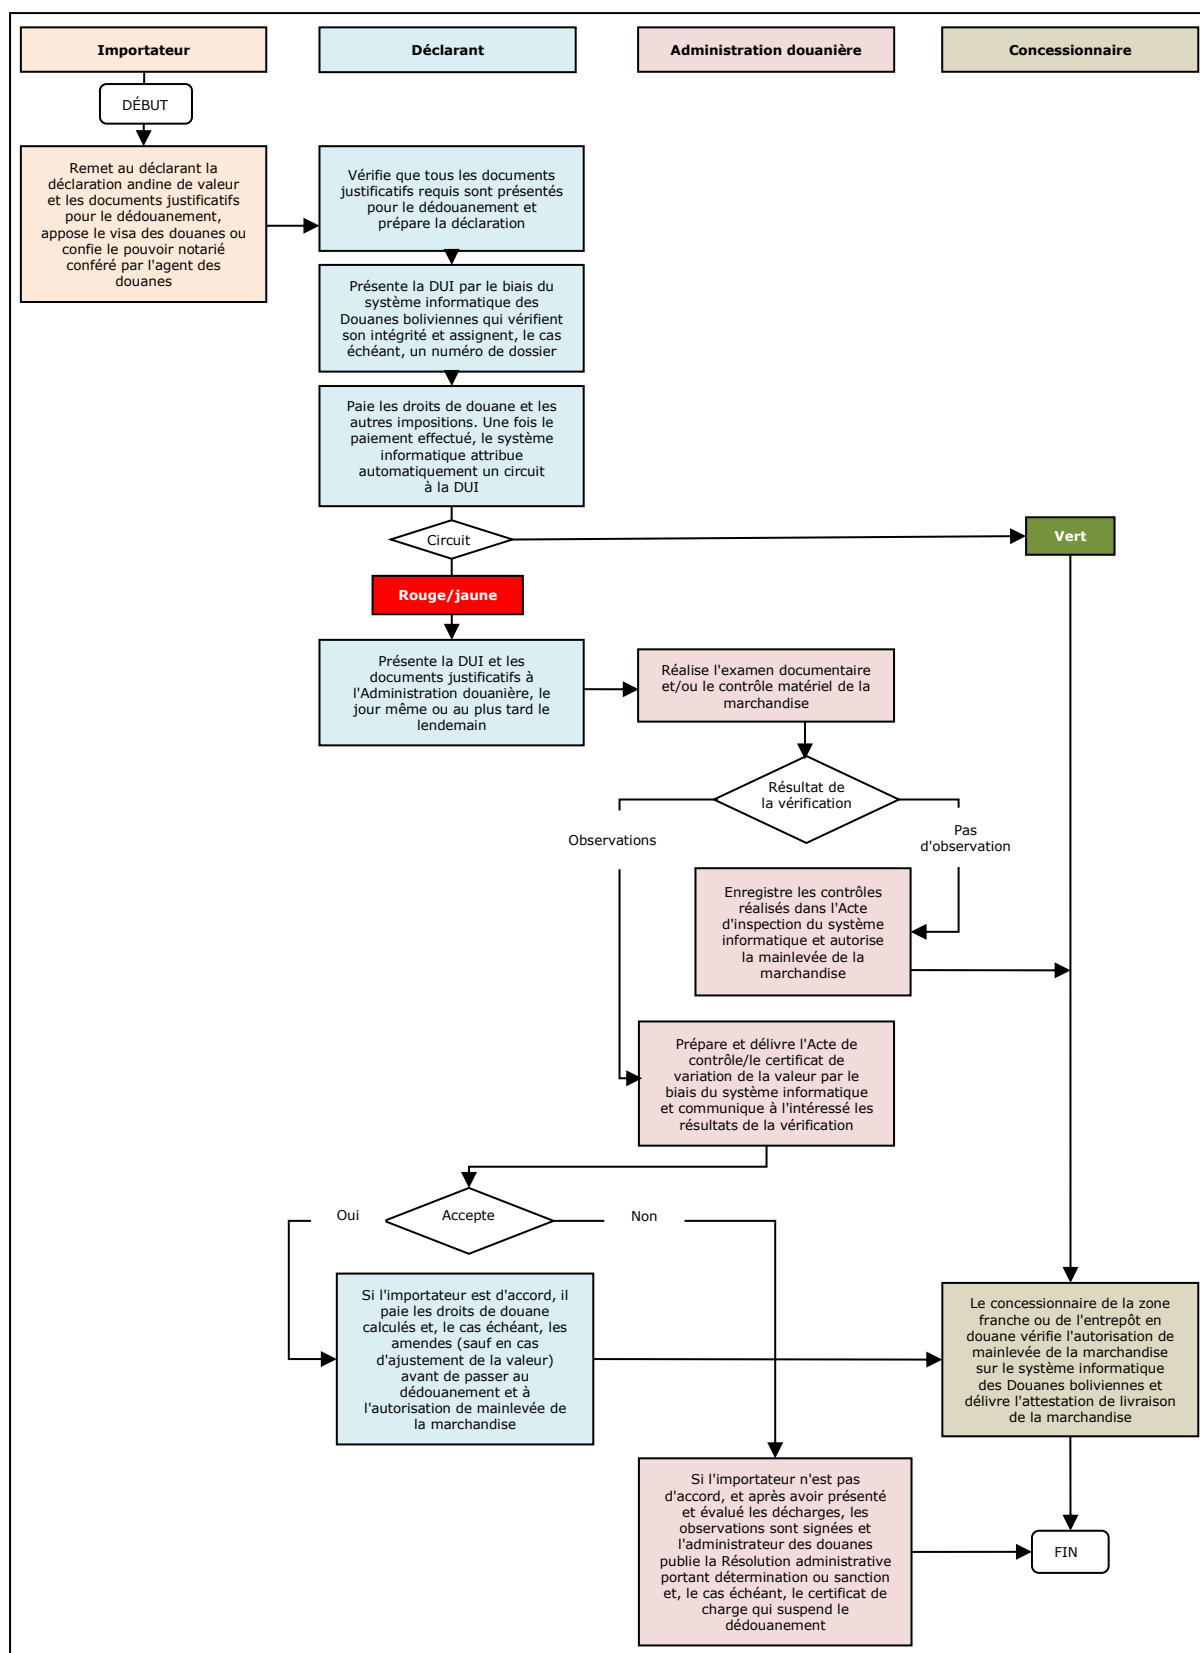 Importateur
Déclarant
Administration douanière
Concessionnaire
DÉBUT
Remet au déclarant la
déclaration andine de valeur
et les documents justificatifs
pour le dédouanement,
appose le visa des douanes ou
confie le pouvoir notarié
conféré par l'agent des
douanes
Vérifie que tous les documents
justificatifs requis sont présentés
pour le dédouanement et
prépare la déclaration
Présente la DUI par le biais du
système informatique des
Douanes boliviennes qui vérifient
son intégrité et assignent, le cas
échéant, un numéro de dossier
Paie les droits de douane et les
autres impositions. Une fois le
paiement effectué, le système
informatique attribue
automatiquement un circuit
à la DUI
Circuit
Vert
Rouge/jaune
Présente la DUI et les
documents justificatifs à
l'Administration douanière, le
jour même ou au plus tard le
lendemain
Réalise l'examen documentaire
et/ou le contrôle matériel de la
marchandise
Résultat de
la vérification
Observations
Pas
d'observation
Enregistre les contrôles
réalisés dans l'Acte
d'inspection du système
informatique et autorise
la mainlevée de la
marchandise
Prépare et délivre l'Acte de
contrôle/le certificat de
variation de la valeur par le
biais du système informatique
et communique à l'intéressé les
résultats de la vérification
Oui
Accepte
Non
Si l'importateur est d'accord, il
paie les droits de douane
calculés et, le cas échéant, les
amendes (sauf en cas
d'ajustement de la valeur)
avant de passer au
dédouanement et à
l'autorisation de mainlevée de
la marchandise
Le concessionnaire de la zone
franche ou de l'entrepôt en
douane vérifie l'autorisation de
mainlevée de la marchandise
sur le système informatique
des Douanes boliviennes et
délivre l'attestation de livraison
de la marchandise
Si l'importateur n'est pas
d'accord, et après avoir présenté
et évalué les décharges, les
observations sont signées et
l'administrateur des douanes
publie la Résolution administrative
portant détermination ou sanction
et, le cas échéant, le certificat de
charge qui suspend le
dédouanement
FIN